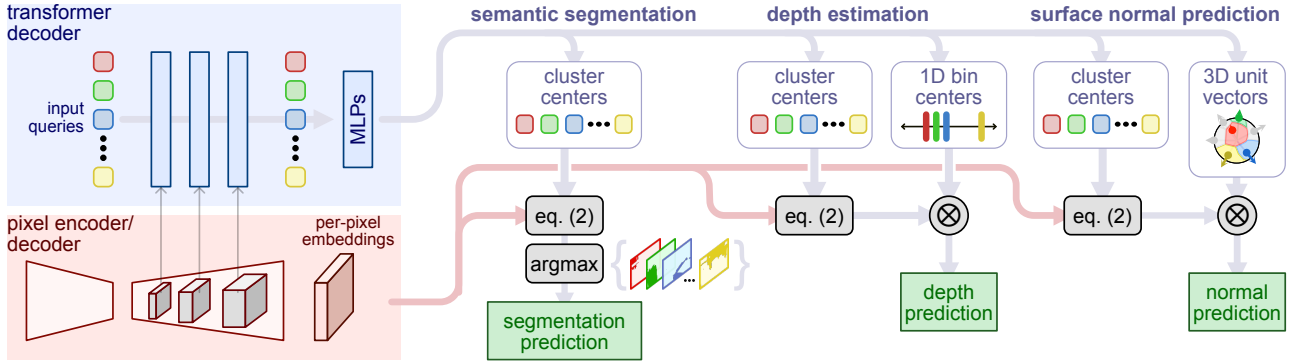 transformer
decoder
input
queries
MLPs
pixel encoder/
decoder
per-pixel
embeddings
semantic segmentation
cluster
centers
eq. (2)
argmax
segmentation
prediction
depth estimation
cluster
centers
1D bin
centers
eq. (2)
depth
prediction
surface normal prediction
cluster
centers
3D unit
vectors
eq. (2)
normal
prediction